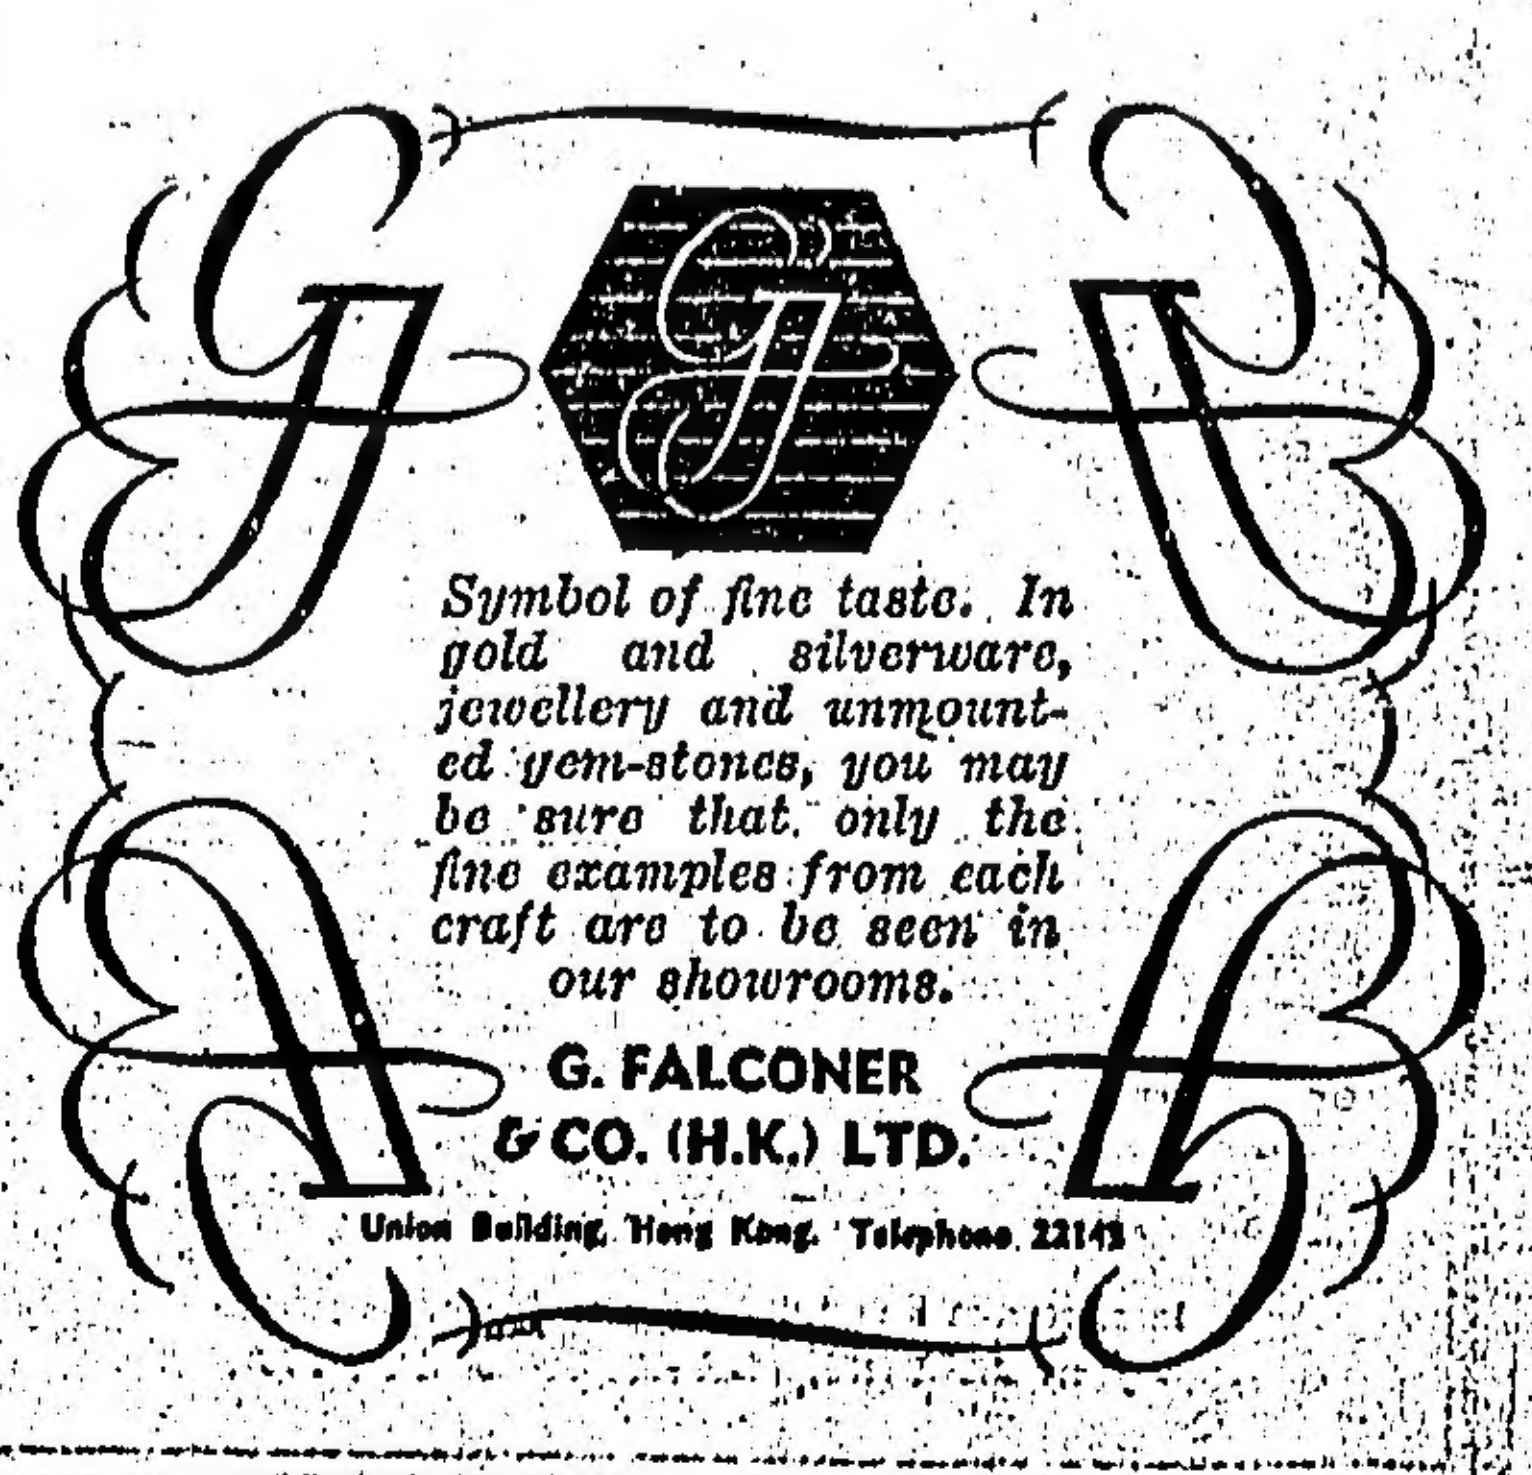 Symbol of fine taste. In
gold and silverware,
jewellery and unmount-
ed gem-stones, you may
be sure that only the
fine examples from each
craft are to be seen in
our showrooms.
G. FALCONER
& CO. (H.K.) LTD.
Union Building, Hong Kong. Telephone 22143